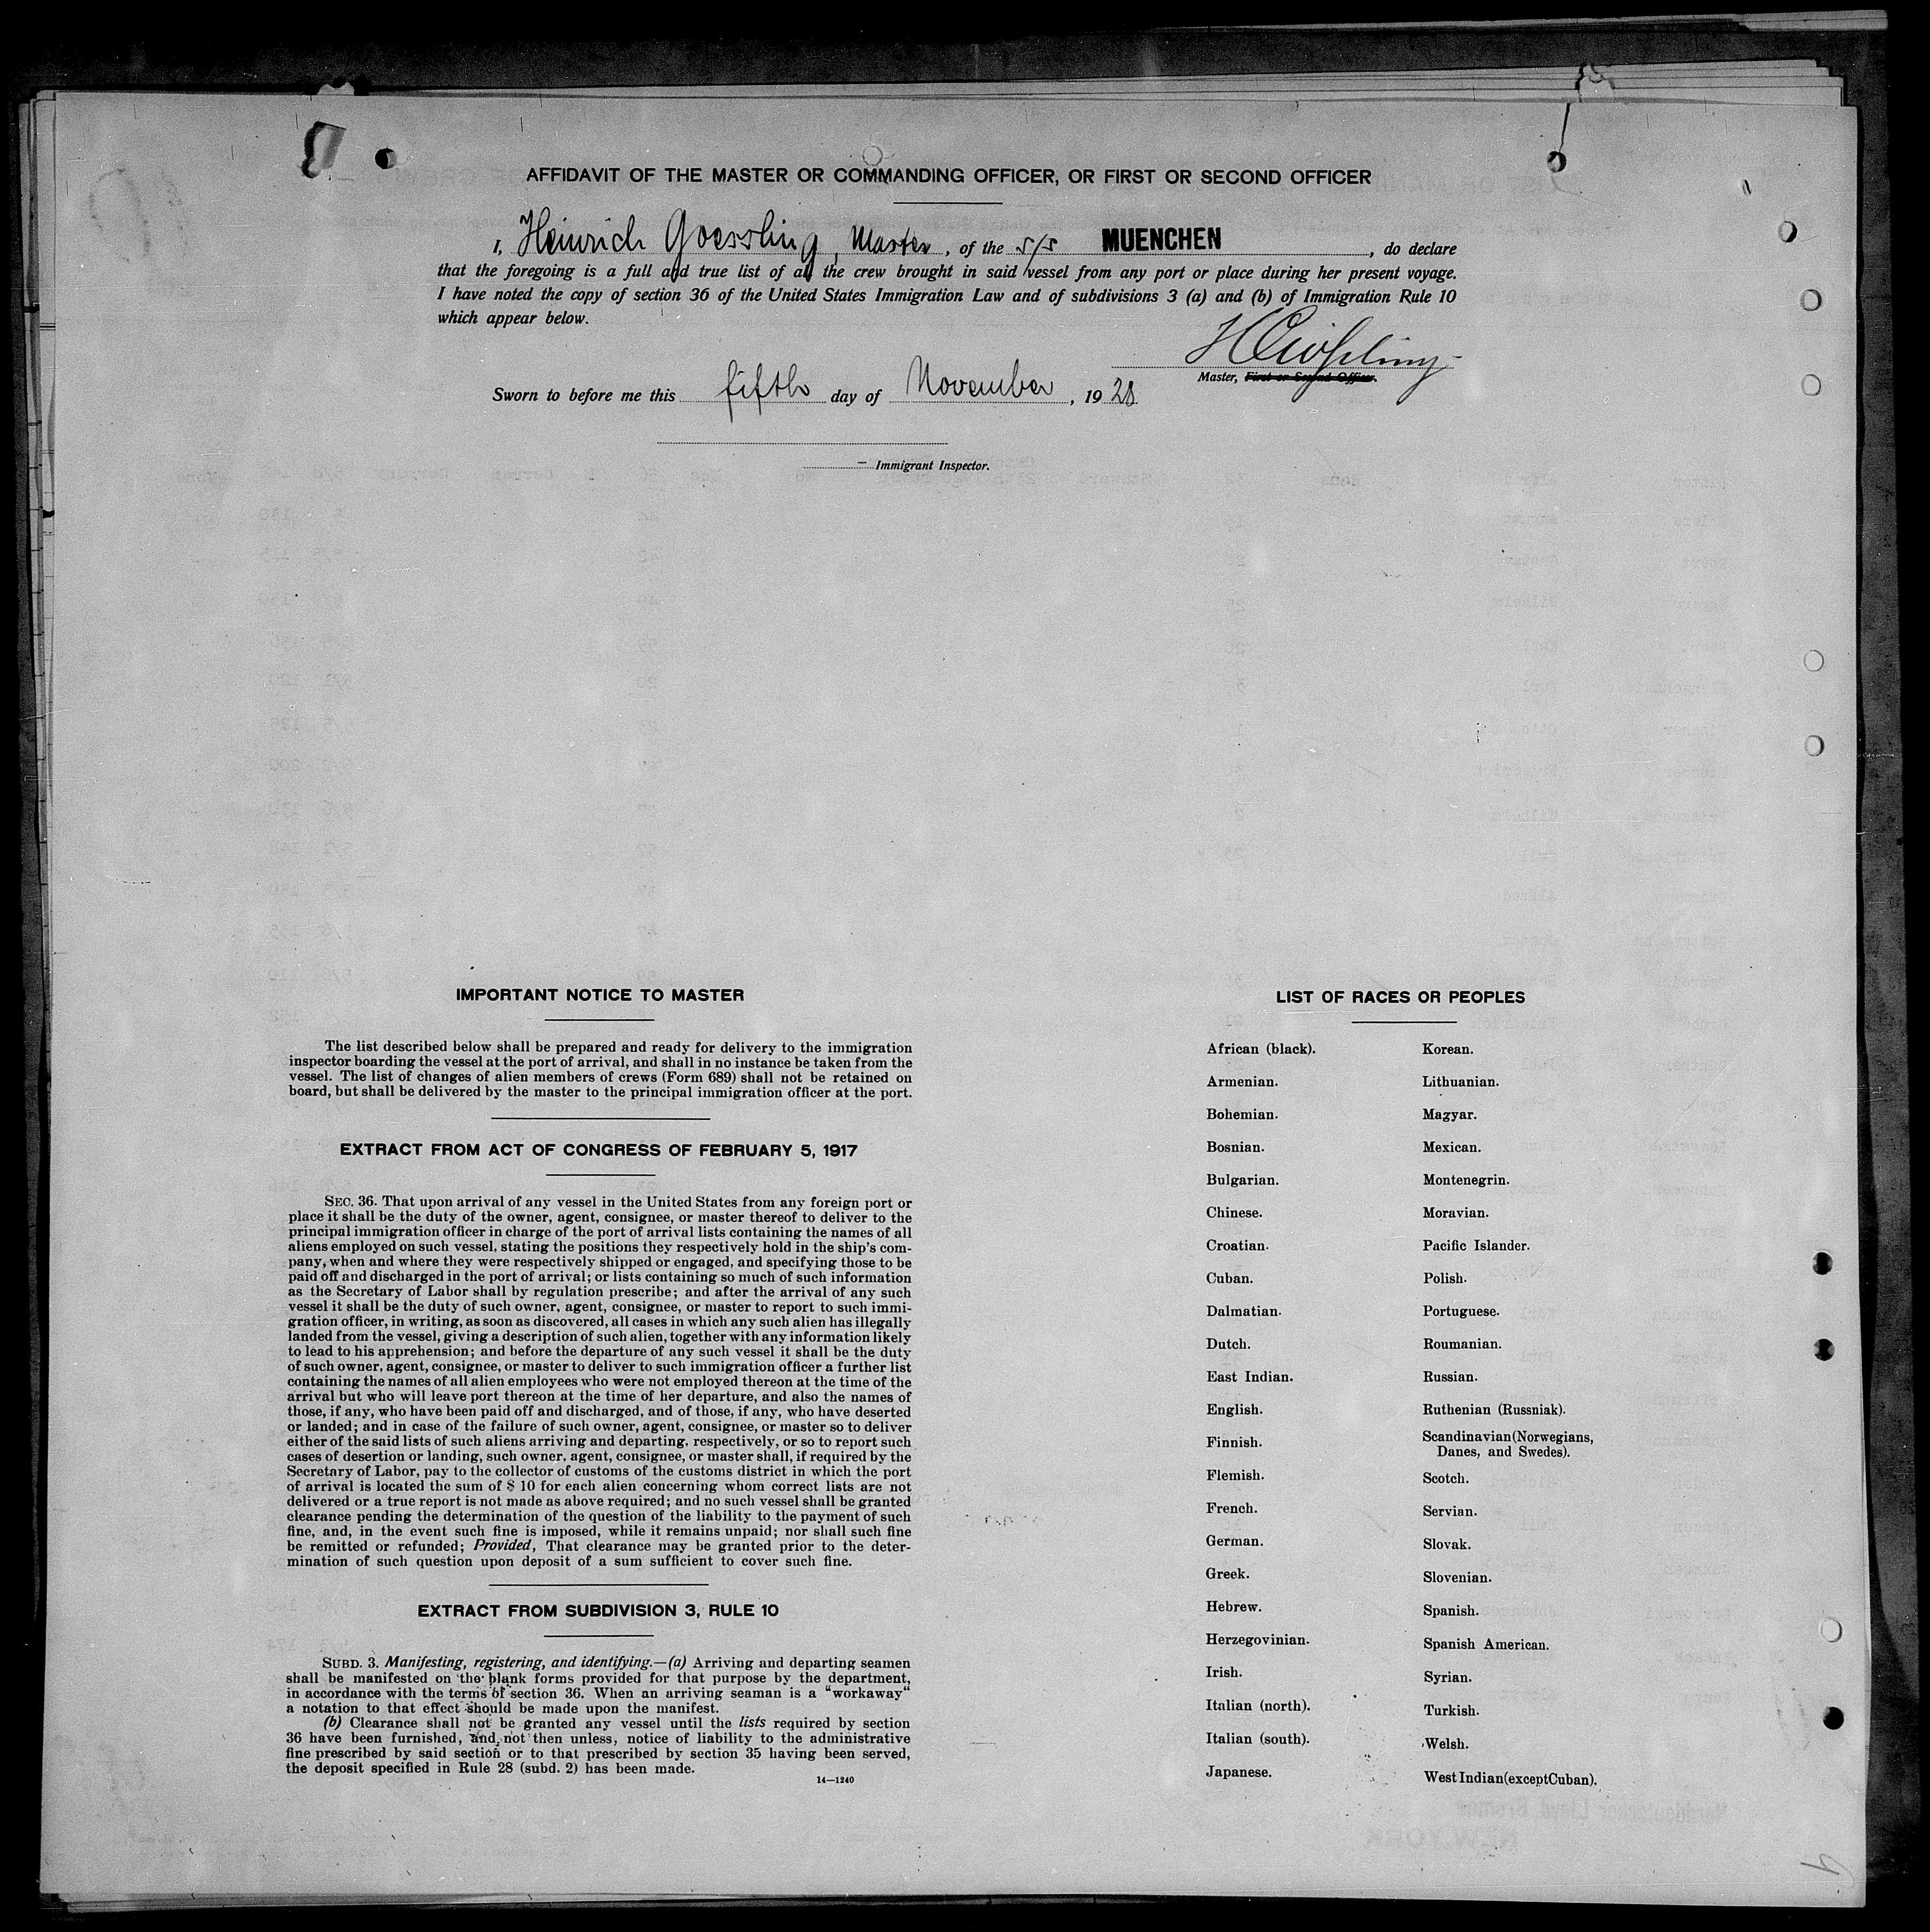 AFFIDAVIT OF THE MASTER OR COMMANDING OFFICER, OR FIRST OR SECOND OFFICER
I, Heinrich Goessling, Master, of the s/s MUENCHEN, do declare
that the foregoing is a full and true list of all the crew brought in said vessel from any port or place during her present voyage.
I have noted the copy of section 36 of the United States Immigration Law and of subdivisions 3 (a) and (b) of Immigration Rule 10
which appear below.
Master, First or Second Officer.
Sworn to before me this fifth day of November, 1928
Immigrant Inspector.
IMPORTANT NOTICE TO MASTER
The list described below shall be prepared and ready for delivery to the immigration
inspector boarding the vessel at the port of arrival, and shall in no instance be taken from the
vessel. The list of changes of alien members of crews (Form 689) shall not be retained on
board, but shall be delivered by the master to the principal immigration officer at the port.
EXTRACT FROM ACT OF CONGRESS OF FEBRUARY 5, 1917
SEC. 36. That upon arrival of any vessel in the United States from any foreign port or
place it shall be the duty of the owner, agent, consignee, or master thereof to deliver to the
principal immigration officer in charge of the port of arrival lists containing the names of all
aliens employed on such vessel, stating the positions they respectively hold in the ship's com-
pany, when and where they were respectively shipped or engaged, and specifying those to be
paid off and discharged in the port of arrival; or lists containing so much of such information
as the Secretary of Labor shall by regulation prescribe; and after the arrival of any such
vessel it shall be the duty of such owner, agent, consignee, or master to report to such immi-
gration officer, in writing, as soon as discovered, all cases in which any such alien has illegally
landed from the vessel, giving a description of such alien, together with any information likely
to lead to his apprehension; and before the departure of any such vessel it shall be the duty
of such owner, agent, consignee, or master to deliver to such immigration officer a further list
containing the names of all alien employees who were not employed thereon at the time of the
arrival but who will leave port thereon at the time of her departure, and also the names of
those, if any, who have been paid off and discharged, and of those, if any, who have deserted
or landed; and in case of the failure of such owner, agent, consignee, or master so to deliver
either of the said lists of such aliens arriving and departing, respectively, or so to report such
cases of desertion or landing, such owner, agent, consignee, or master shall, if required by the
Secretary of Labor, pay to the collector of customs of the customs district in which the port
of arrival is located the sum of $ 10 for each alien concerning whom correct lists are not
delivered or a true report is not made as above required; and no such vessel shall be granted
clearance pending the determination of the question of the liability to the payment of such
fine, and, in the event such fine is imposed, while it remains unpaid; nor shall such fine
be remitted or refunded; Provided, That clearance may be granted prior to the deter-
mination of such question upon deposit of a sum sufficient to cover such fine.
EXTRACT FROM SUBDIVISION 3, RULE 10
SUBD. 3. Manifesting, registering, and identifying.—(a) Arriving and departing seamen
shall be manifested on the blank forms provided for that purpose by the department,
in accordance with the terms of section 36. When an arriving seaman is a "workaway"
a notation to that effect should be made upon the manifest.
(b) Clearance shall not be granted any vessel until the lists required by section
36 have been furnished, and, not then unless, notice of liability to the administrative
fine prescribed by said section or to that prescribed by section 35 having been served,
the deposit specified in Rule 28 (subd. 2) has been made.
14—1240
LIST OF RACES OR PEOPLES
African (black).
Armenian.
Bohemian.
Bosnian.
Bulgarian.
Chinese.
Croatian.
Cuban.
Dalmatian.
Dutch.
East Indian.
English.
Finnish.
Flemish.
French.
German.
Greek.
Hebrew.
Herzegovinian.
Irish.
Italian (north).
Italian (south).
Japanese.
Korean.
Lithuanian.
Magyar.
Mexican.
Montenegrin.
Moravian.
Pacific Islander.
Polish.
Portuguese.
Roumanian.
Russian.
Ruthenian (Russniak).
Scandinavian(Norwegians,
Danes, and Swedes).
Scotch.
Servian.
Slovak.
Slovenian.
Spanish.
Spanish American.
Syrian.
Turkish.
Welsh.
West Indian(except Cuban).